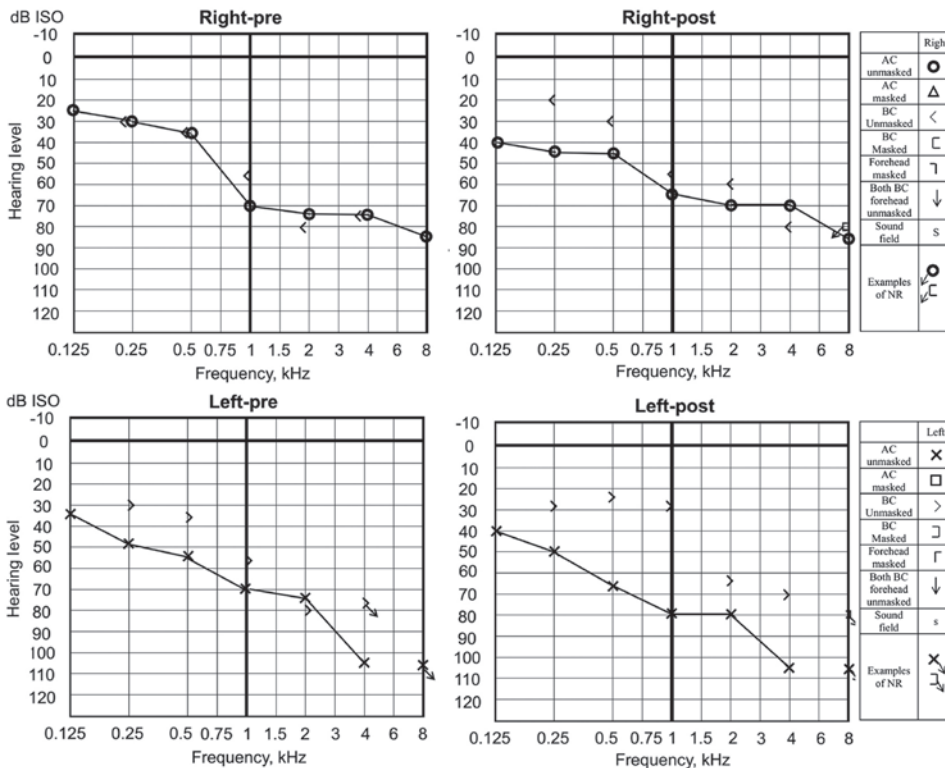 dB ISO
Right-pre
-10
0
10
20
30
40
50
60
70
80
90
100
110
120
Hearing level
0.125 0.25 0.5 0.75 1 2 3 4 6 8
Frequency, kHz
Right-post
-10
0
10
20
30
40
50
60
70
80
90
100
110
120
0.125 0.25 0.5 0.75 1 2 3 4 6 8
Frequency, kHz
Right
AC
unmasked
AC
masked
BC
Unmasked
BC
Masked
Forehead
masked
Both BC
forehead
unmasked
Sound
field
S
Examples
of NR
dB ISO
Left-pre
-10
0
10
20
30
40
50
60
70
80
90
100
110
120
Hearing level
0.125 0.25 0.5 0.75 1 2 3 4 6 8
Frequency, kHz
Left-post
-10
0
10
20
30
40
50
60
70
80
90
100
110
120
0.125 0.25 0.5 0.75 1 2 3 4 6 8
Frequency, kHz
Left
AC
unmasked
AC
masked
BC
Unmasked
BC
Masked
Forehead
masked
Both BC
forehead
unmasked
Sound
field
s
Examples
of NR